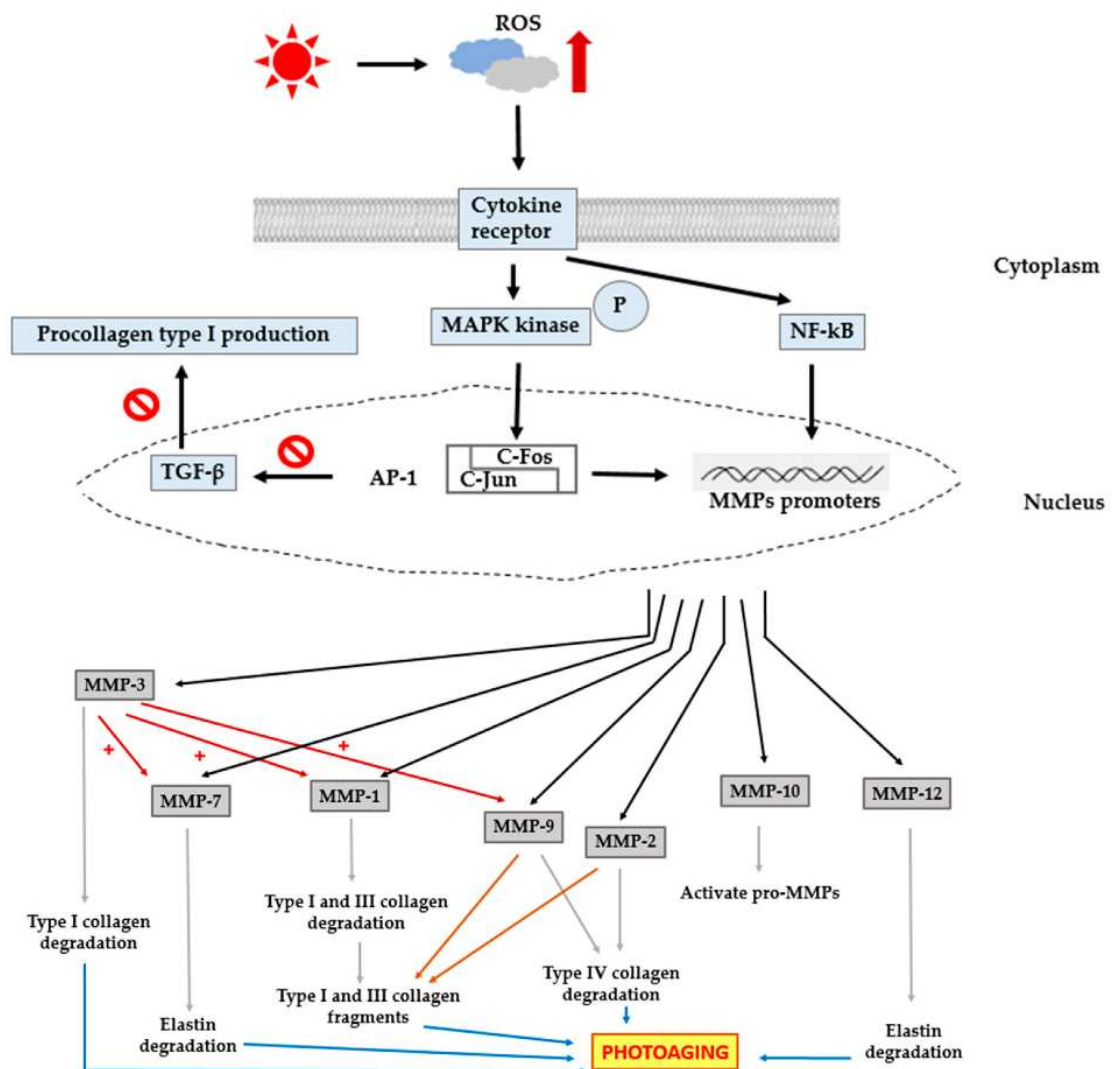 ROS
Cytokine
receptor
Cytoplasm
P
MAPK kinase
NF-kB
Procollagen type I production
TGF-β
AP-1
C-Fos
C-Jun
MMPs promoters
Nucleus
MMP-3
+
+
+
MMP-7
MMP-1
MMP-9
MMP-2
MMP-10
MMP-12
Type I collagen
degradation
Type I and III collagen
degradation
Activate pro-MMPs
Type I and III collagen
fragments
Type IV collagen
degradation
Elastin
degradation
PHOTOAGING
Elastin
degradation